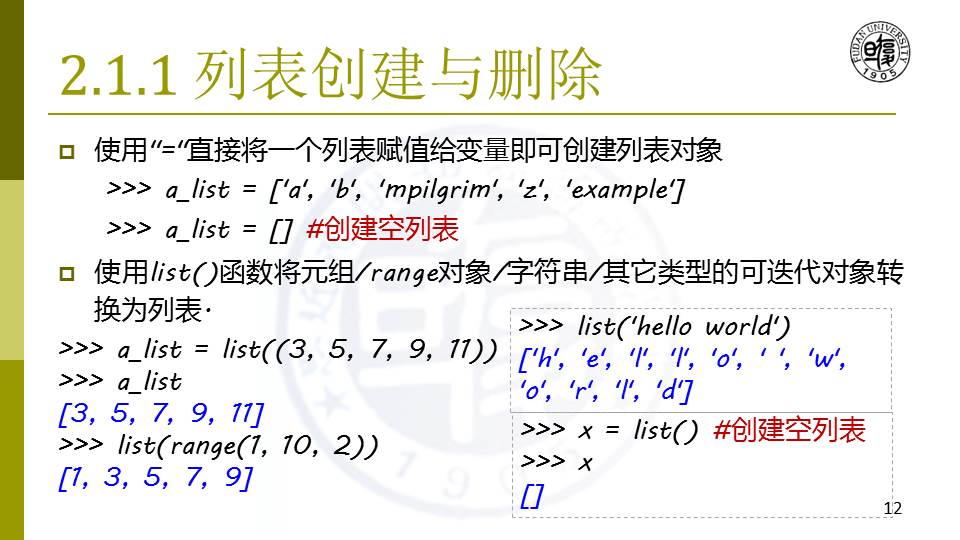 2.1.1 列表创建与删除
FUDAN UNIVERSITY
1905
使用"="直接将一个列表赋值给变量即可创建列表对象
>>> a_list = ['a', 'b', 'mpilgrim', 'z', 'example']
>>> a_list = [] #创建空列表
使用list()函数将元组/range对象/字符串/其它类型的可迭代对象转
换为列表.
>>> a_list = list((3, 5, 7, 9, 11))
>>> a_list
[3, 5, 7, 9, 11]
>>> list(range(1, 10, 2))
[1, 3, 5, 7, 9]
>>> list('hello world')
['h', 'e', 'l', 'l', 'o', ' ', 'w',
'o', 'r', 'l', 'd']
>>> x = list() #创建空列表
>>> x
[]
12